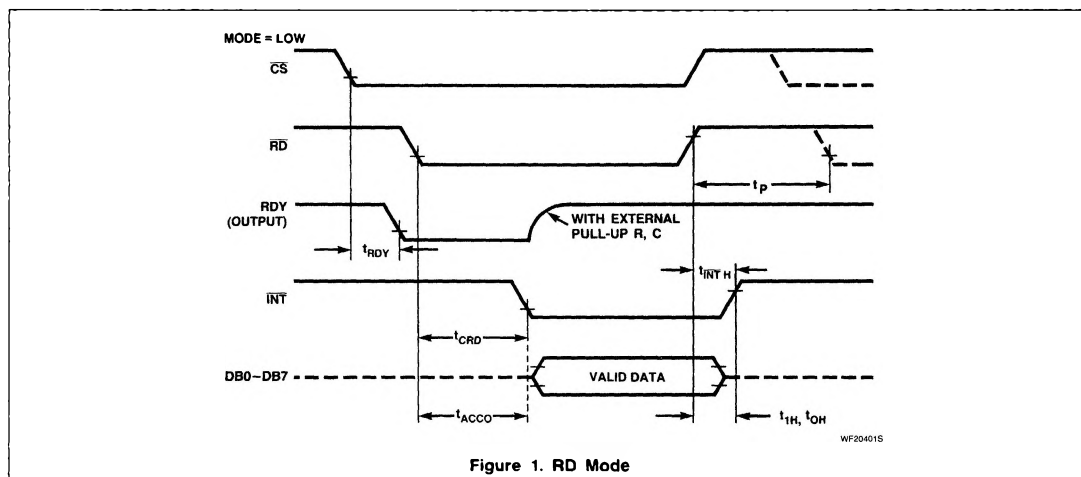 MODE = LOW
CS
RD
tP
RDY
(OUTPUT)
WITH EXTERNAL
PULL-UP R, C
tRDY
tINT H
INT
tCRD
DB0~DB7
VALID DATA
tACCO
t1H, tOH
WF20401S
Figure 1. RD Mode